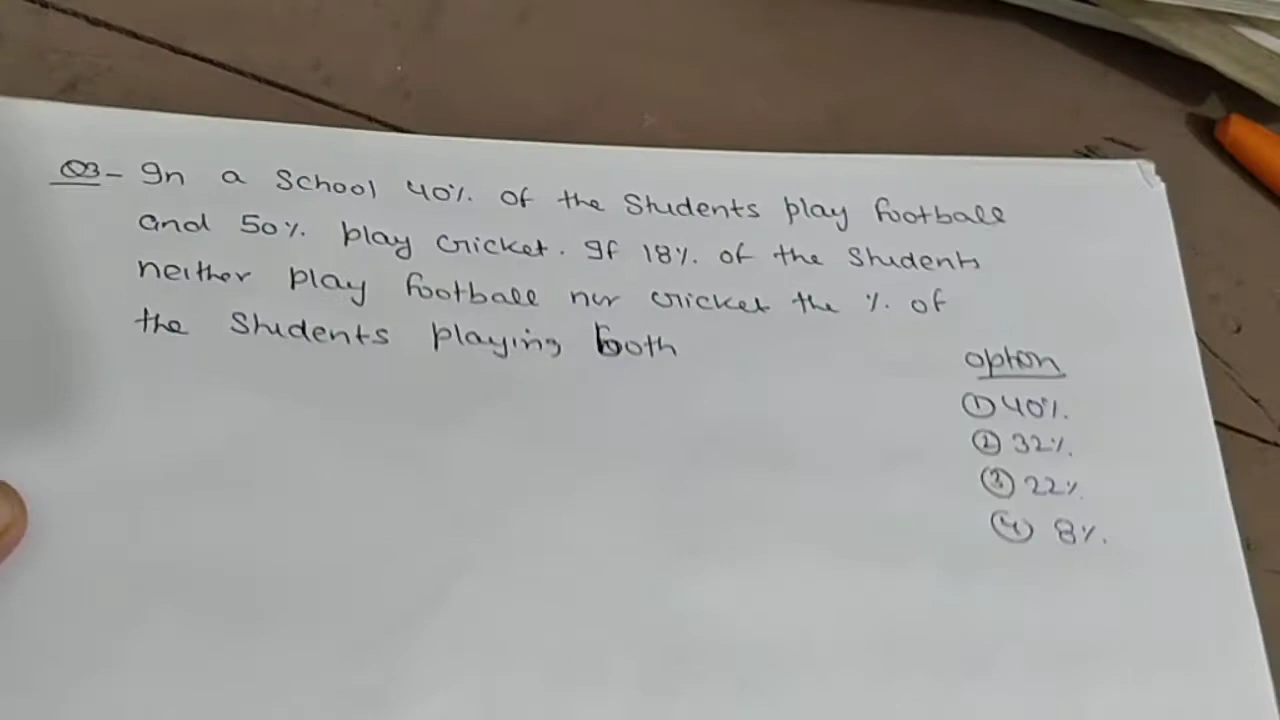 Q3- In a School 40% of the Students play football
and 50% play cricket. If 18% of the Students
neither play football nor cricket the % of
the Students playing both
option
① 40%.
② 32%.
③ 22%
④ 8%.